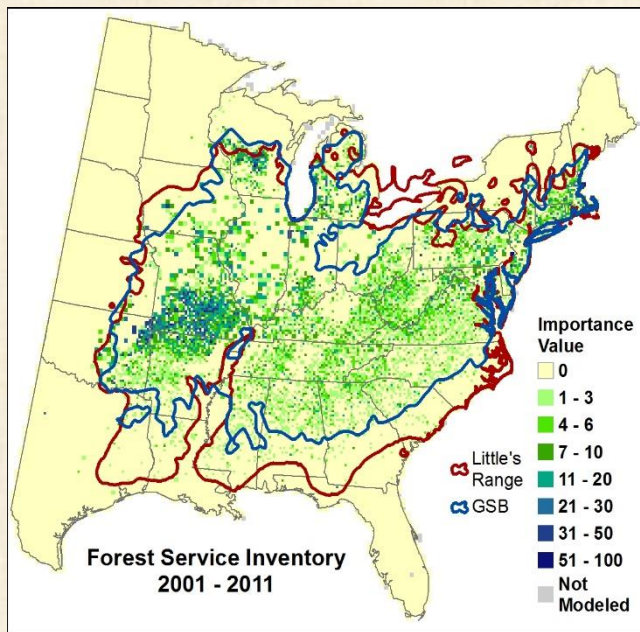 Importance
Value
0
1 - 3
4 - 6
7 - 10
11 - 20
21 - 30
31 - 50
51 - 100
Not
Modeled
Little's
Range
GSB
Forest Service Inventory
2001 - 2011